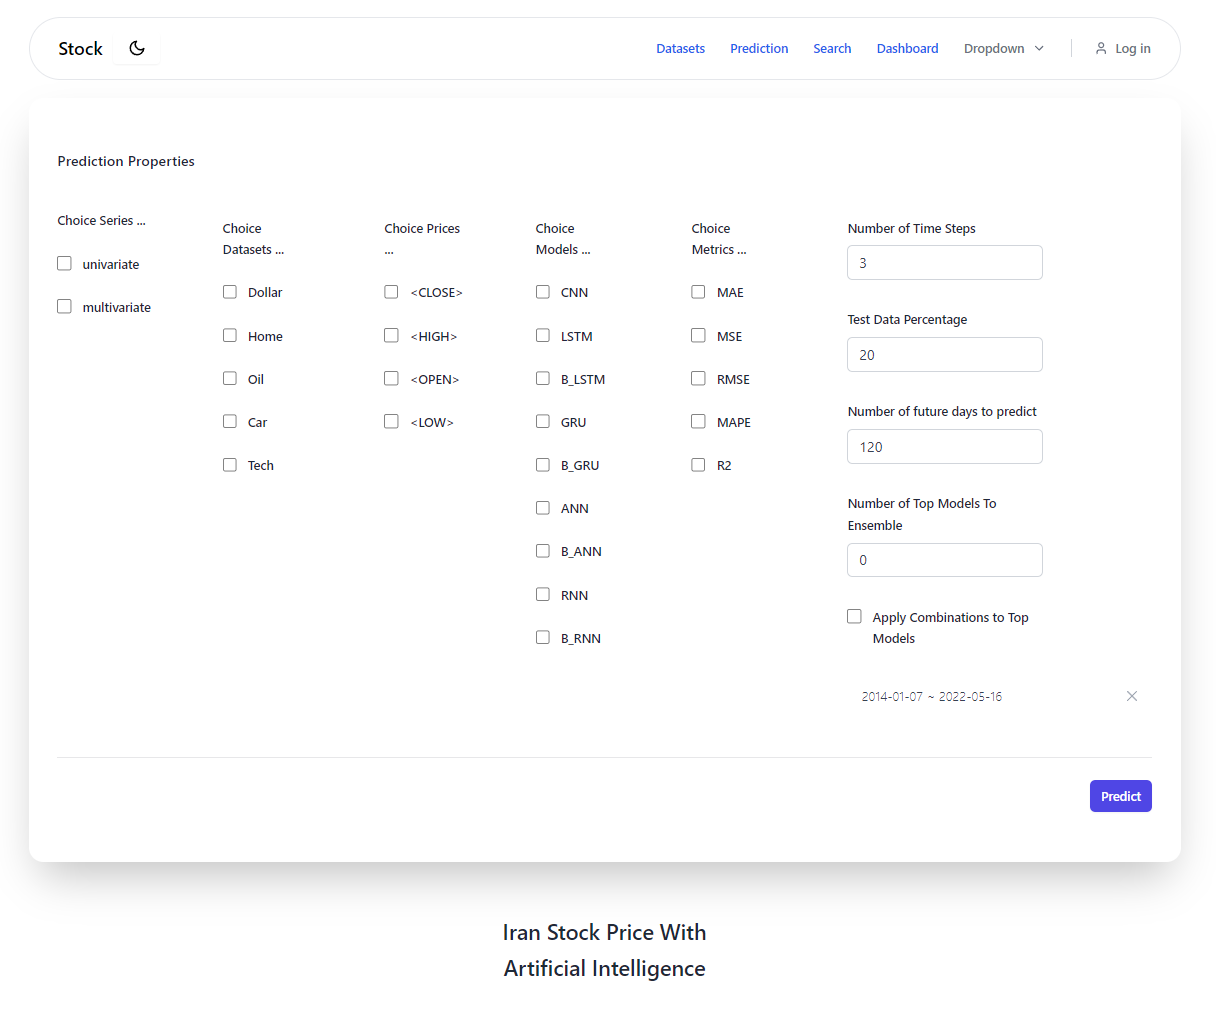 Stock
Datasets
Prediction
Search
Dashboard
Dropdown
Log in
Prediction Properties
Choice Series ...
univariate
multivariate
Choice
Datasets ...
Dollar
Home
Oil
Car
Tech
Choice Prices
...
<CLOSE>
<HIGH>
<OPEN>
<LOW>
Choice
Models ...
CNN
LSTM
B_LSTM
GRU
B_GRU
ANN
B_ANN
RNN
B_RNN
Choice
Metrics ...
MAE
MSE
RMSE
MAPE
R2
Number of Time Steps
3
Test Data Percentage
20
Number of future days to predict
120
Number of Top Models To
Ensemble
0
Apply Combinations to Top
Models
2014-01-07 ~ 2022-05-16
Predict
Iran Stock Price With
Artificial Intelligence